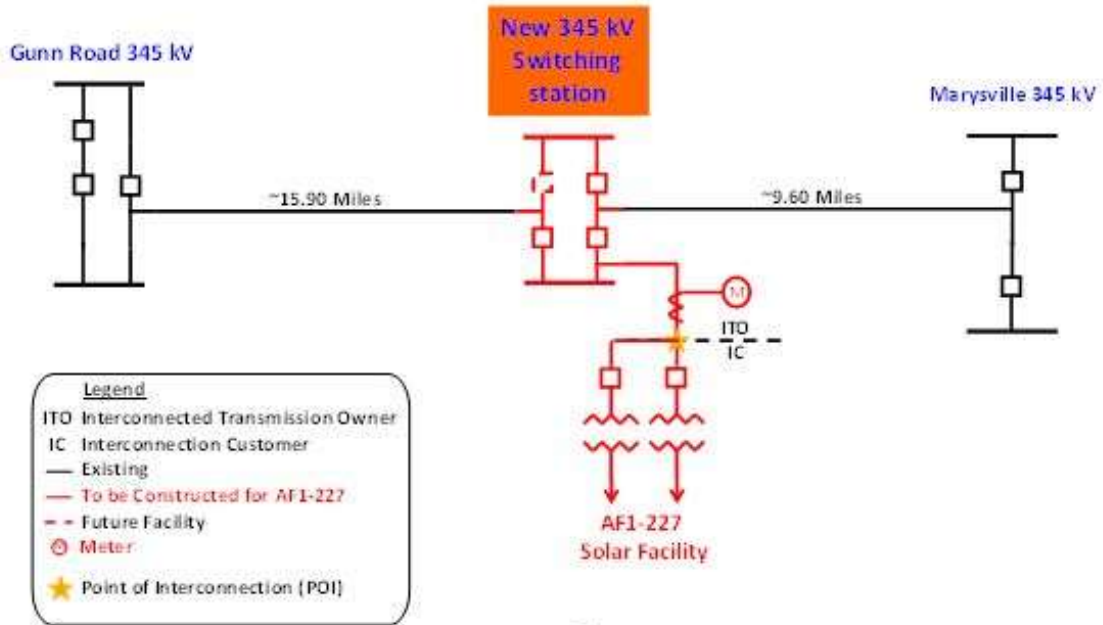 New 345 kV
Switching
station
Gunn Road 345 kV
Marysville 345 kV
~15.90 Miles
~9.60 Miles
M
ITO
IC
Legend
ITO Interconnected Transmission Owner
IC Interconnection Customer
Existing
To be Constructed for AF1-227
Future Facility
M Meter
Point of Interconnection (POI)
AF1-227
Solar Facility